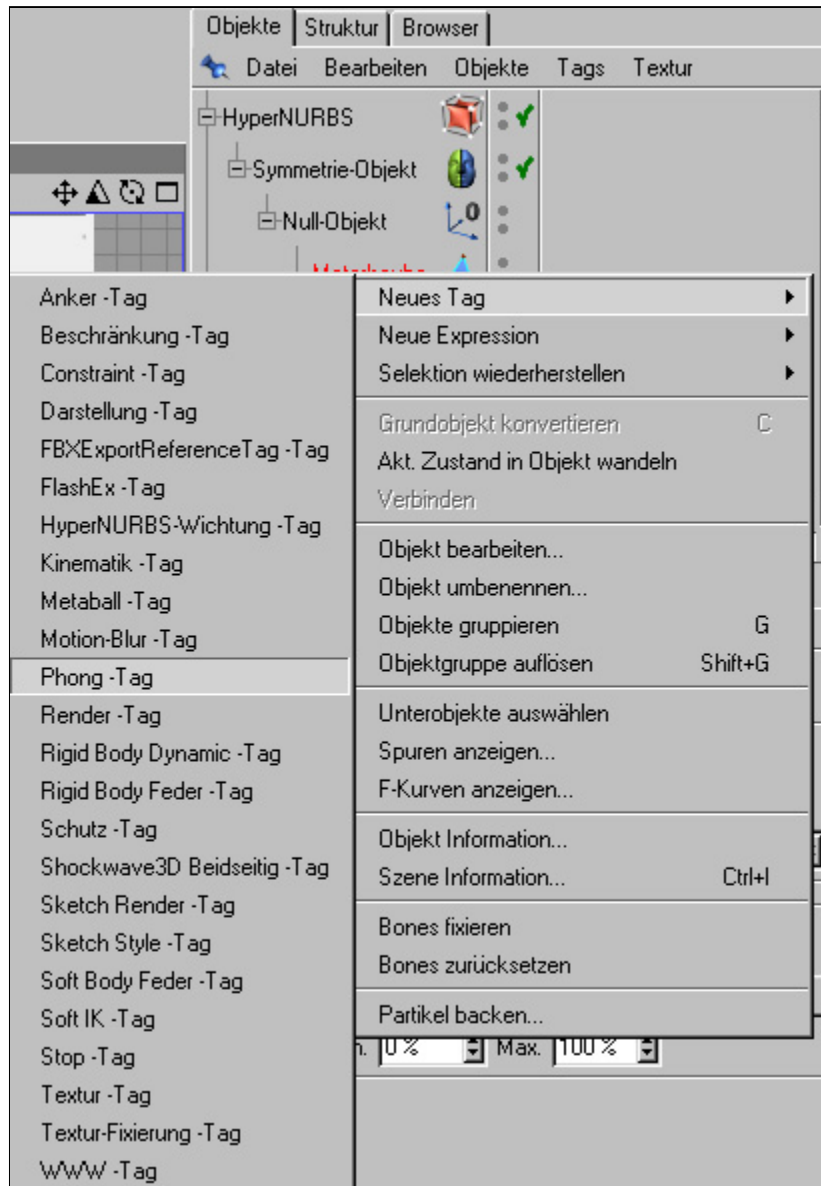 Objekte Struktur Browser
Datei Bearbeiten Objekte Tags Textur
HyperNURBS
Symmetrie-Objekt
Null-Objekt
0
Neues Tag
Neue Expression
Selektion wiederherstellen
Grundobjekt konvertieren C
Akt. Zustand in Objekt wandeln
Verbinden
Objekt bearbeiten...
Objekt umbenennen...
Objekte gruppieren G
Objektgruppe auflösen Shift+G
Unterobjekte auswählen
Spuren anzeigen...
F-Kurven anzeigen...
Objekt Information...
Szene Information... Ctrl+I
Bones fixieren
Bones zurücksetzen
Partikel backen...
Anker -Tag
Beschränkung -Tag
Constraint -Tag
Darstellung -Tag
FBXExportReferenceTag -Tag
FlashEx -Tag
HyperNURBS-Wichtung -Tag
Kinematik -Tag
Metaball -Tag
Motion-Blur -Tag
Phong -Tag
Render -Tag
Rigid Body Dynamic -Tag
Rigid Body Feder -Tag
Schutz -Tag
Shockwave3D Beidseitig -Tag
Sketch Render -Tag
Sketch Style -Tag
Soft Body Feder -Tag
Soft IK -Tag
Stop -Tag
Textur -Tag
Textur-Fixierung -Tag
WWW -Tag
0 % Max. 100 %